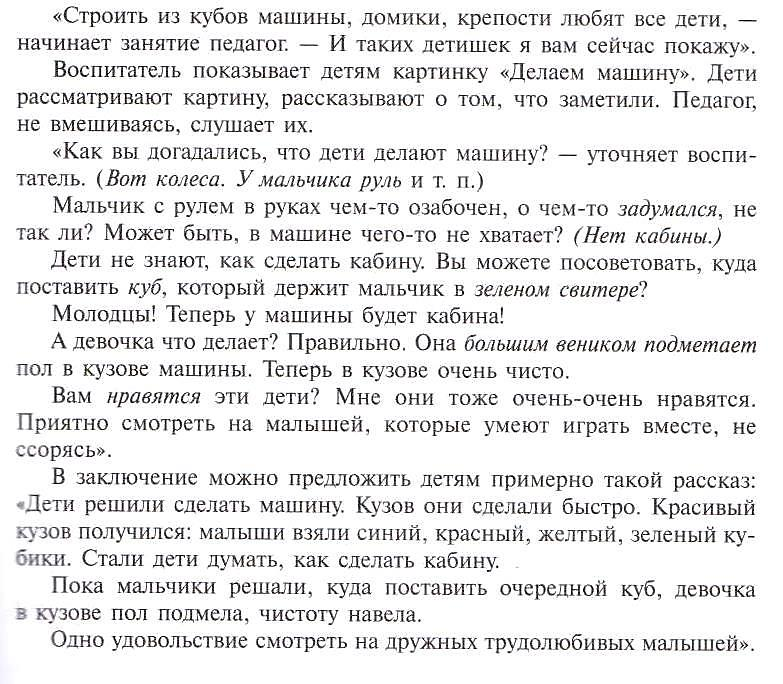 «Строить из кубов машины, домики, крепости любят все дети, —
начинает занятие педагог. — И таких детишек я вам сейчас покажу».
Воспитатель показывает детям картинку «Делаем машину». Дети
рассматривают картину, рассказывают о том, что заметили. Педагог,
не вмешиваясь, слушает их.
«Как вы догадались, что дети делают машину? — уточняет воспи-
татель. (Вот колеса. У мальчика руль и т. п.)
Мальчик с рулем в руках чем-то озабочен, о чем-то задумался, не
так ли? Может быть, в машине чего-то не хватает? (Нет кабины.)
Дети не знают, как сделать кабину. Вы можете посоветовать, куда
поставить куб, который держит мальчик в зеленом свитере?
Молодцы! Теперь у машины будет кабина!
А девочка что делает? Правильно. Она большим веником подметает
пол в кузове машины. Теперь в кузове очень чисто.
Вам нравятся эти дети? Мне они тоже очень-очень нравятся.
Приятно смотреть на малышей, которые умеют играть вместе, не
ссорясь».
В заключение можно предложить детям примерно такой рассказ:
«Дети решили сделать машину. Кузов они сделали быстро. Красивый
кузов получился: малыши взяли синий, красный, желтый, зеленый ку-
бики. Стали дети думать, как сделать кабину.
Пока мальчики решали, куда поставить очередной куб, девочка
в кузове пол подмела, чистоту навела.
Одно удовольствие смотреть на дружных трудолюбивых малышей».